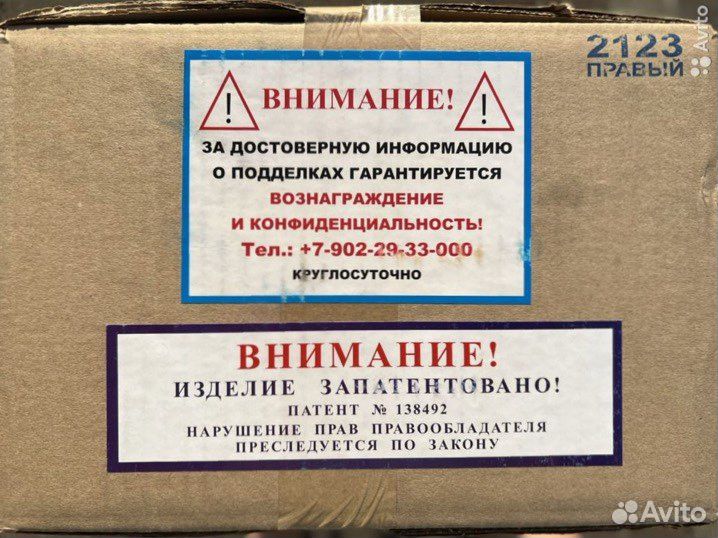 2123
ПРАВЫЙ
Avito
ВНИМАНИЕ!
ЗА ДОСТОВЕРНУЮ ИНФОРМАЦИЮ
О ПОДДЕЛКАХ ГАРАНТИРУЕТСЯ
ВОЗНАГРАЖДЕНИЕ
И КОНФИДЕНЦИАЛЬНОСТЬ!
Тел.: +7-902-29-33-000
КРУГЛОСУТОЧНО
ВНИМАНИЕ!
ИЗДЕЛИЕ ЗАПАТЕНТОВАНО!
ПАТЕНТ № 138492
НАРУШЕНИЕ ПРАВ ПРАВООБЛАДАТЕЛЯ
ПРЕСЛЕДУЕТСЯ ПО ЗАКОНУ
Avito